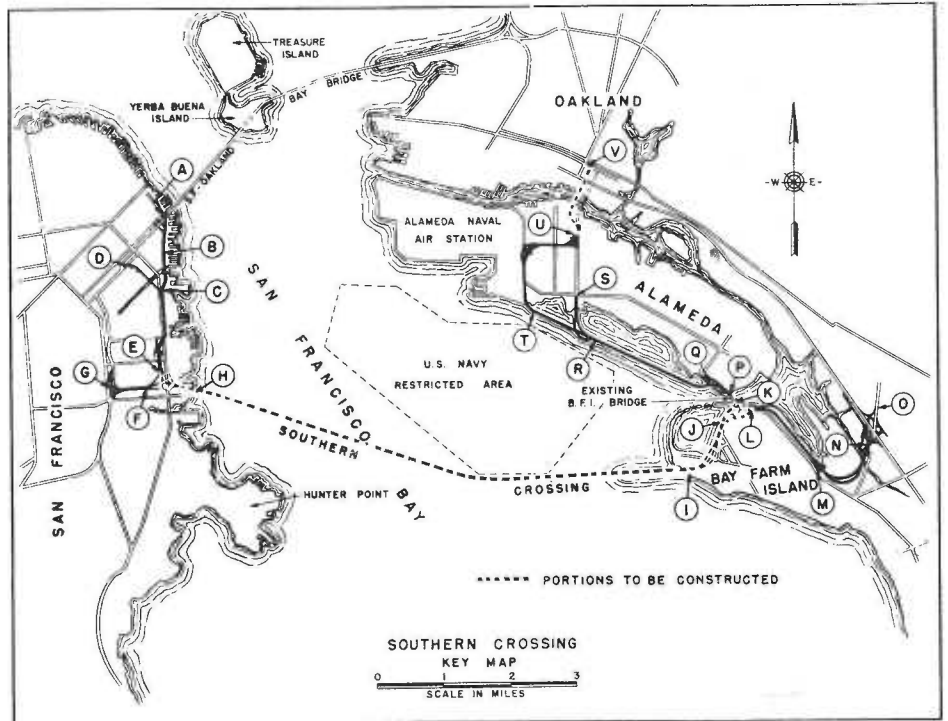 TREASURE
ISLAND
YERBA BUENA
ISLAND
S.F.-OAKLAND
BAY BRIDGE
OAKLAND
-W E-
A
B
C
D
E
F
G
H
V
U
ALAMEDA NAVAL
AIR STATION
ALAMEDA
S
T
R
Q
P
K
EXISTING
B.F.I. BRIDGE
J
L
O
N
M
I
BAY FARM
ISLAND
U.S. NAVY
RESTRICTED AREA
SAN FRANCISCO
SAN
FRANCISCO
BAY
SOUTHERN
CROSSING
HUNTER POINT
PORTIONS TO BE CONSTRUCTED
SOUTHERN CROSSING
KEY MAP
0 1 2 3
SCALE IN MILES